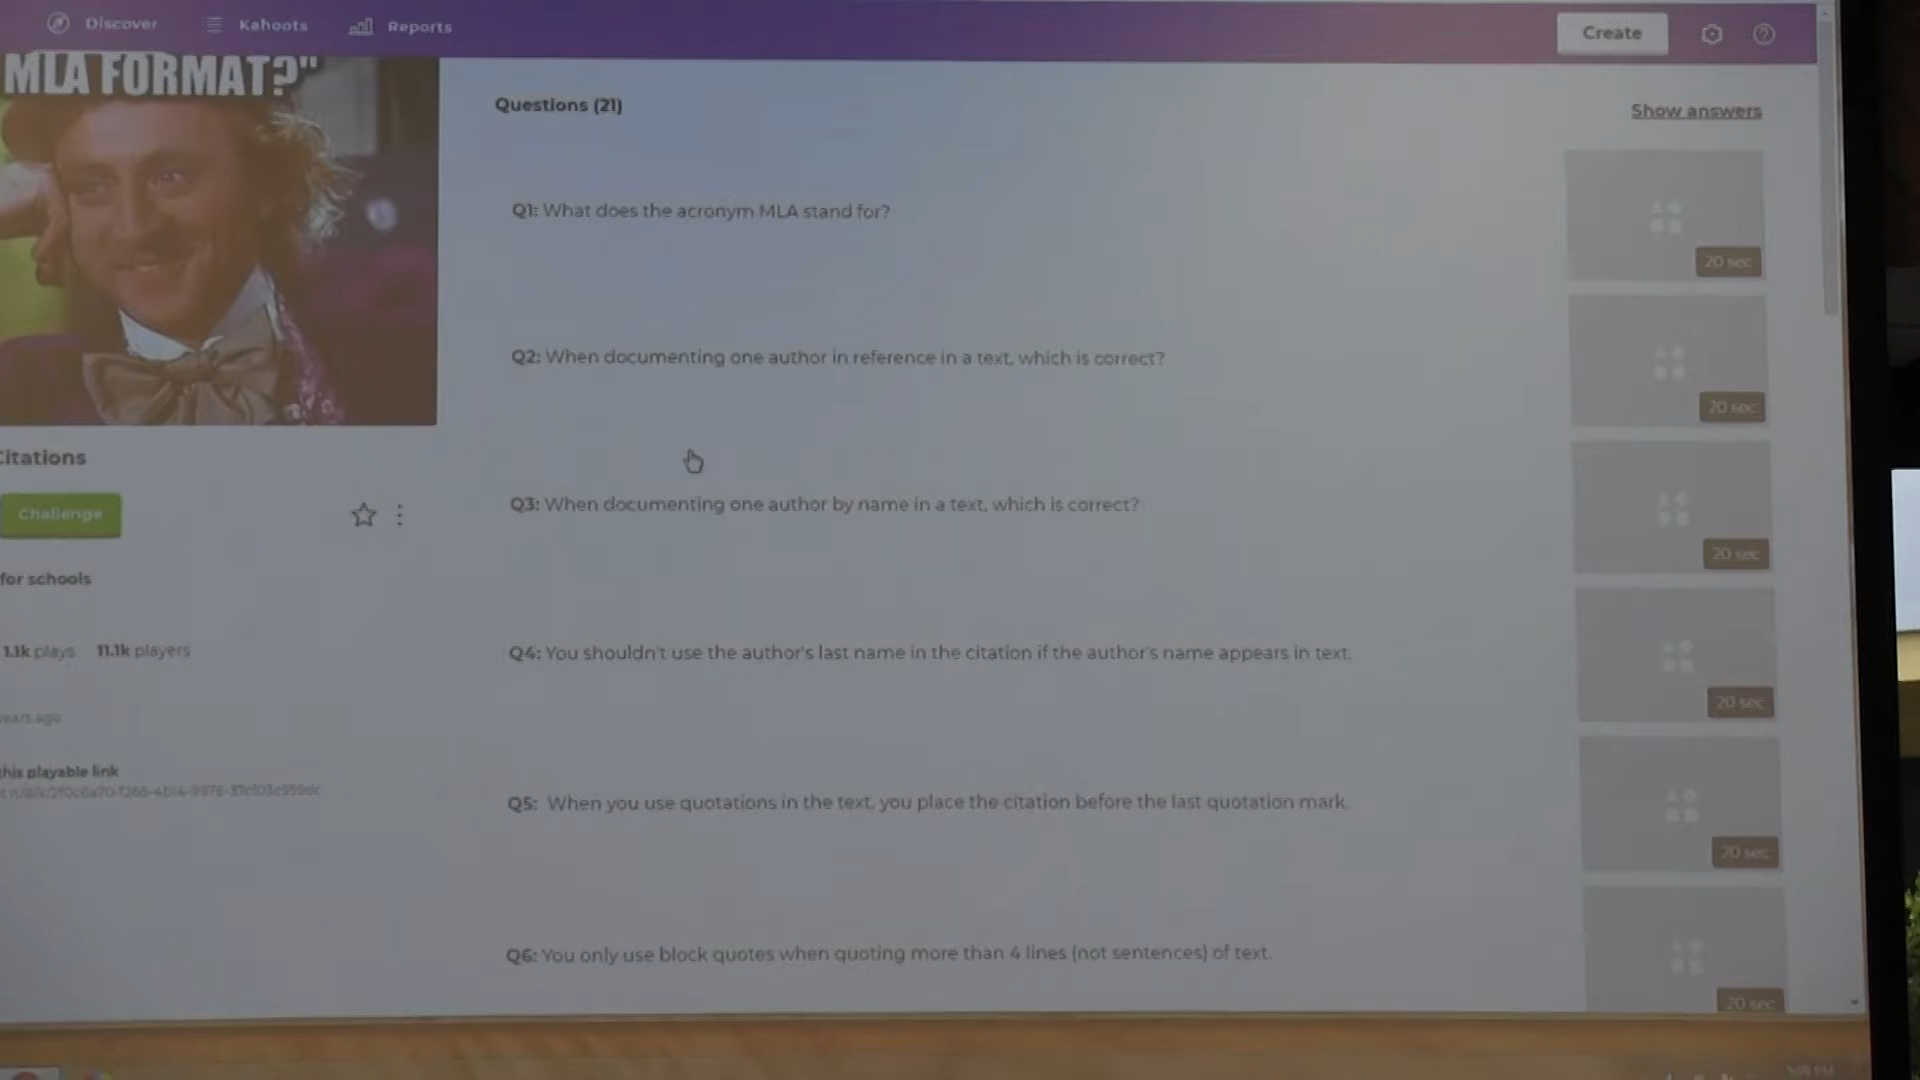 Discover Kahoots Reports Create
MLA FORMAT?"
Questions (21)
Show answers
Q1: What does the acronym MLA stand for?
20 sec
Q2: When documenting one author in reference in a text, which is correct?
20 sec
Citations
Q3: When documenting one author by name in a text, which is correct?
20 sec
Challenge
for schools
Q4: You shouldn't use the author's last name in the citation if the author's name appears in text.
20 sec
1.1k plays 11.1k players
years ago
this playable link
Q5: When you use quotations in the text, you place the citation before the last quotation mark.
20 sec
Q6: You only use block quotes when quoting more than 4 lines (not sentences) of text.
20 sec